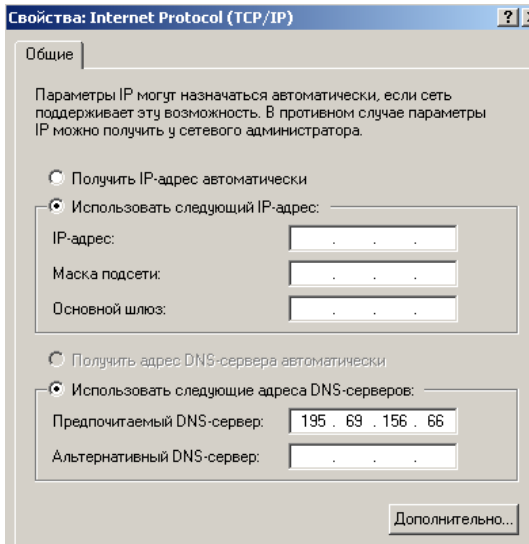 Свойства: Internet Protocol (TCP/IP)
Общие
Параметры IP могут назначаться автоматически, если сеть
поддерживает эту возможность. В противном случае параметры
IP можно получить у сетевого администратора.
Получить IP-адрес автоматически
Использовать следующий IP-адрес:
IP-адрес:
Маска подсети:
Основной шлюз:
Получить адрес DNS-сервера автоматически
Использовать следующие адреса DNS-серверов:
Предпочитаемый DNS-сервер: 195 . 69 . 156 . 66
Альтернативный DNS-сервер:
Дополнительно...